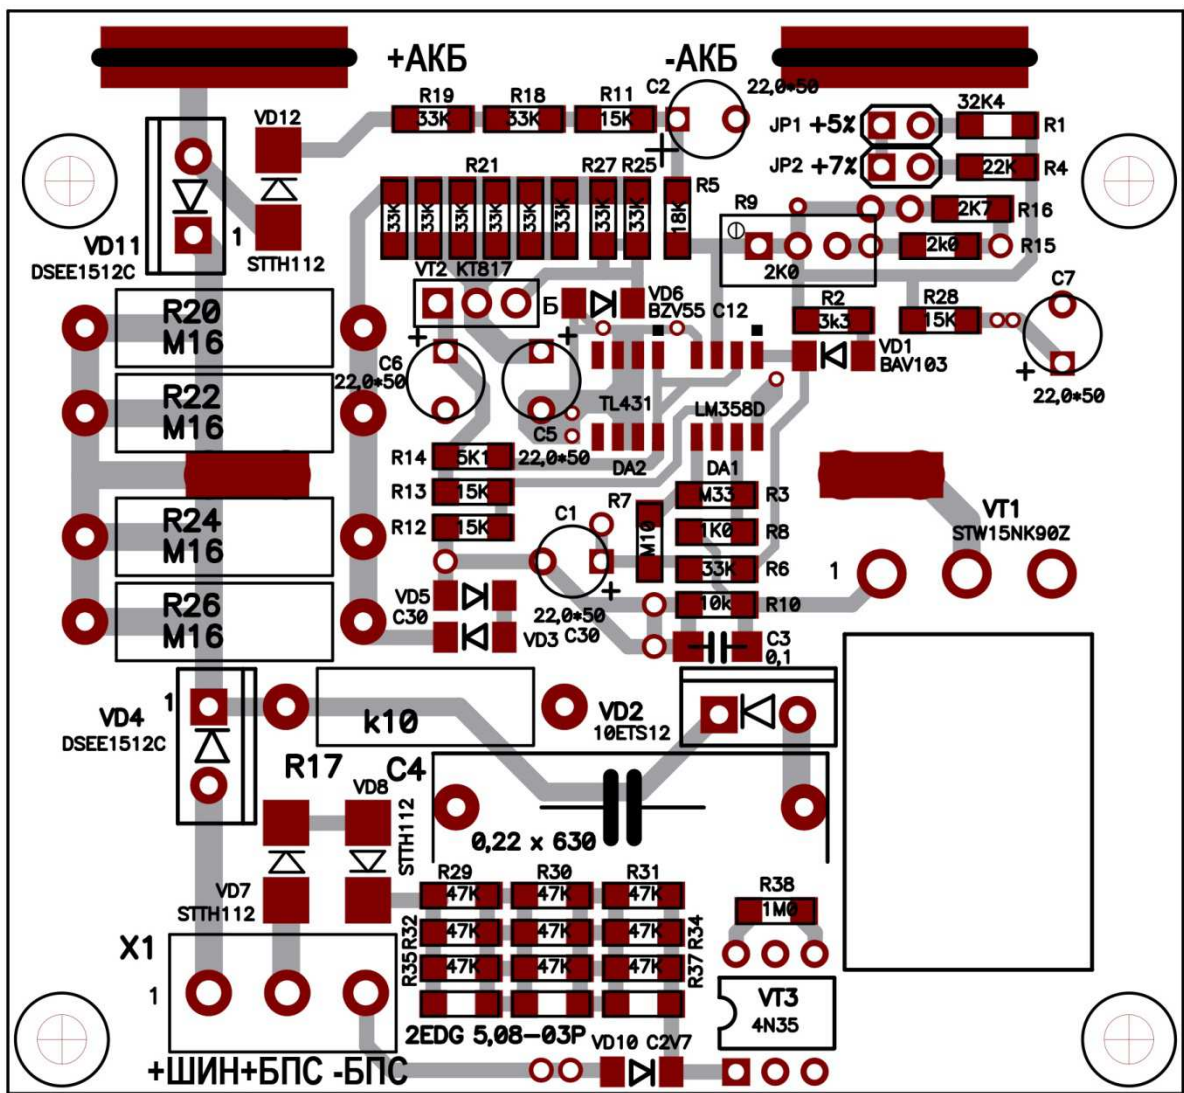 +АКБ
-АКБ
C2
22,0*50
R19
R18
R11
33K
33K
15K
+
VD12
STTH112
1
VD11
DSEE1512C
JP1 +5%
JP2 +7%
32K4
R1
22K
R4
2K7
R16
2k0
R15
R9
2K0
R21
R27
R25
R5
33K
33K
33K
33K
33K
33K
33K
33K
18K
VT2
KT817
Б
VD6
BZV55
C12
R2
3k3
R28
15K
C7
+
22,0*50
VD1
BAV103
R20
M16
R22
M16
R24
M16
R26
M16
+
C6
22,0*50
+
C5
22,0*50
TL431
LM358D
DA2
DA1
R14
5K1
R13
15K
R12
15K
C1
+
22,0*50
R7
M10
M33
R3
1K0
R8
33K
R6
10k
R10
C3
0,1
VD5
C30
VD3
C30
VT1
STW15NK90Z
1
1
VD4
DSEE1512C
k10
R17
VD2
10ETS12
C4
0,22 x 630
VD8
STTH112
VD7
STTH112
R29
R30
R31
47K
47K
47K
R32
47K
47K
47K
R34
R35
47K
47K
47K
R37
R38
1M0
X1
1
2EDG 5,08-03P
VT3
4N35
VD10
C2V7
+ШИН+БПС -БПС